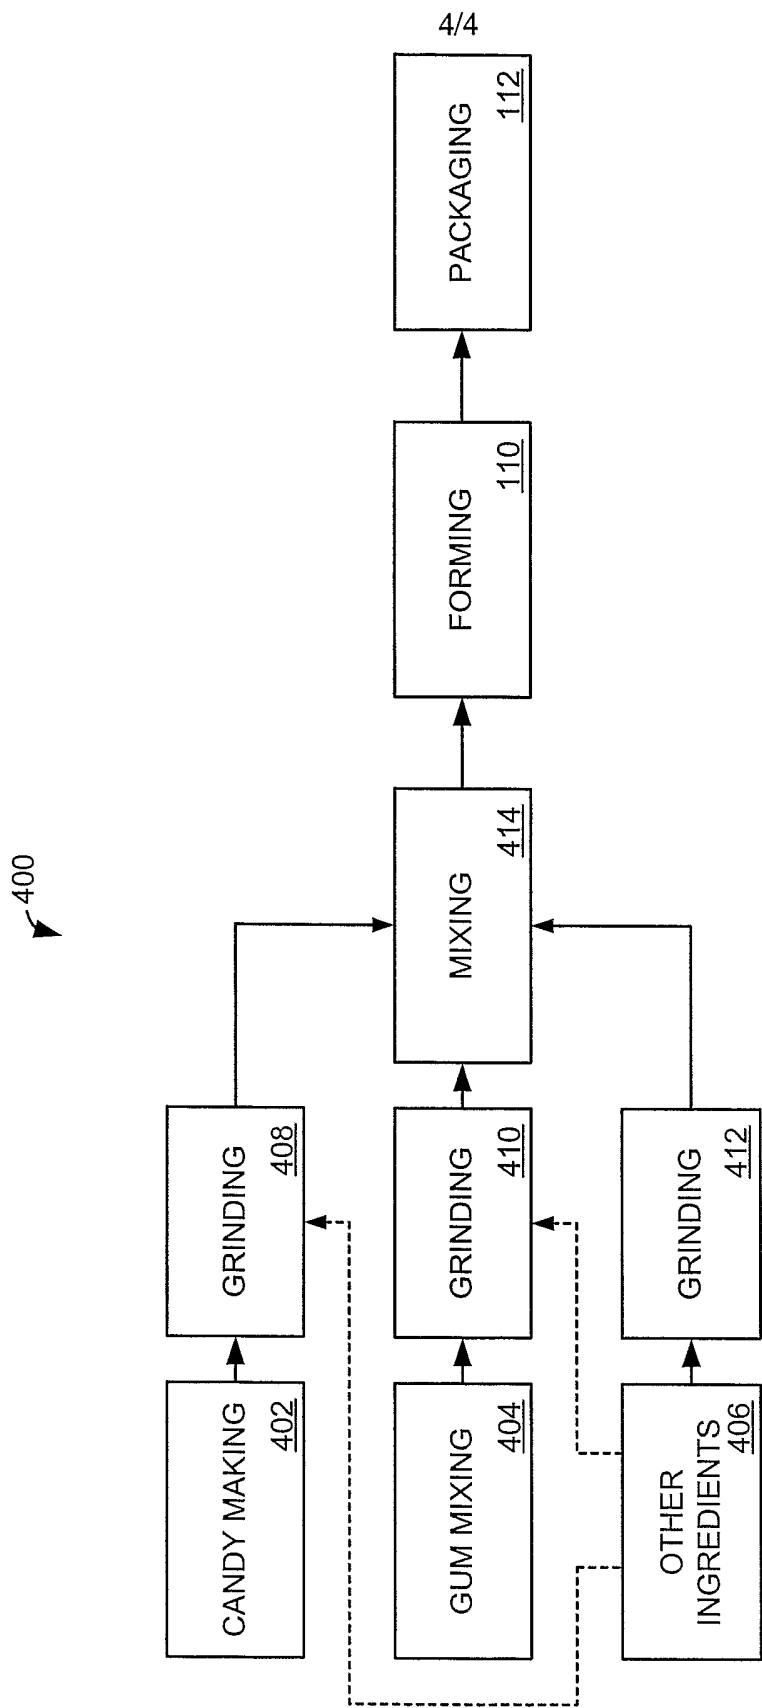 4/4
400
CANDY MAKING
402
GRINDING
408
GUM MIXING
404
GRINDING
410
OTHER
INGREDIENTS
406
GRINDING
412
MIXING
414
FORMING
110
PACKAGING
112